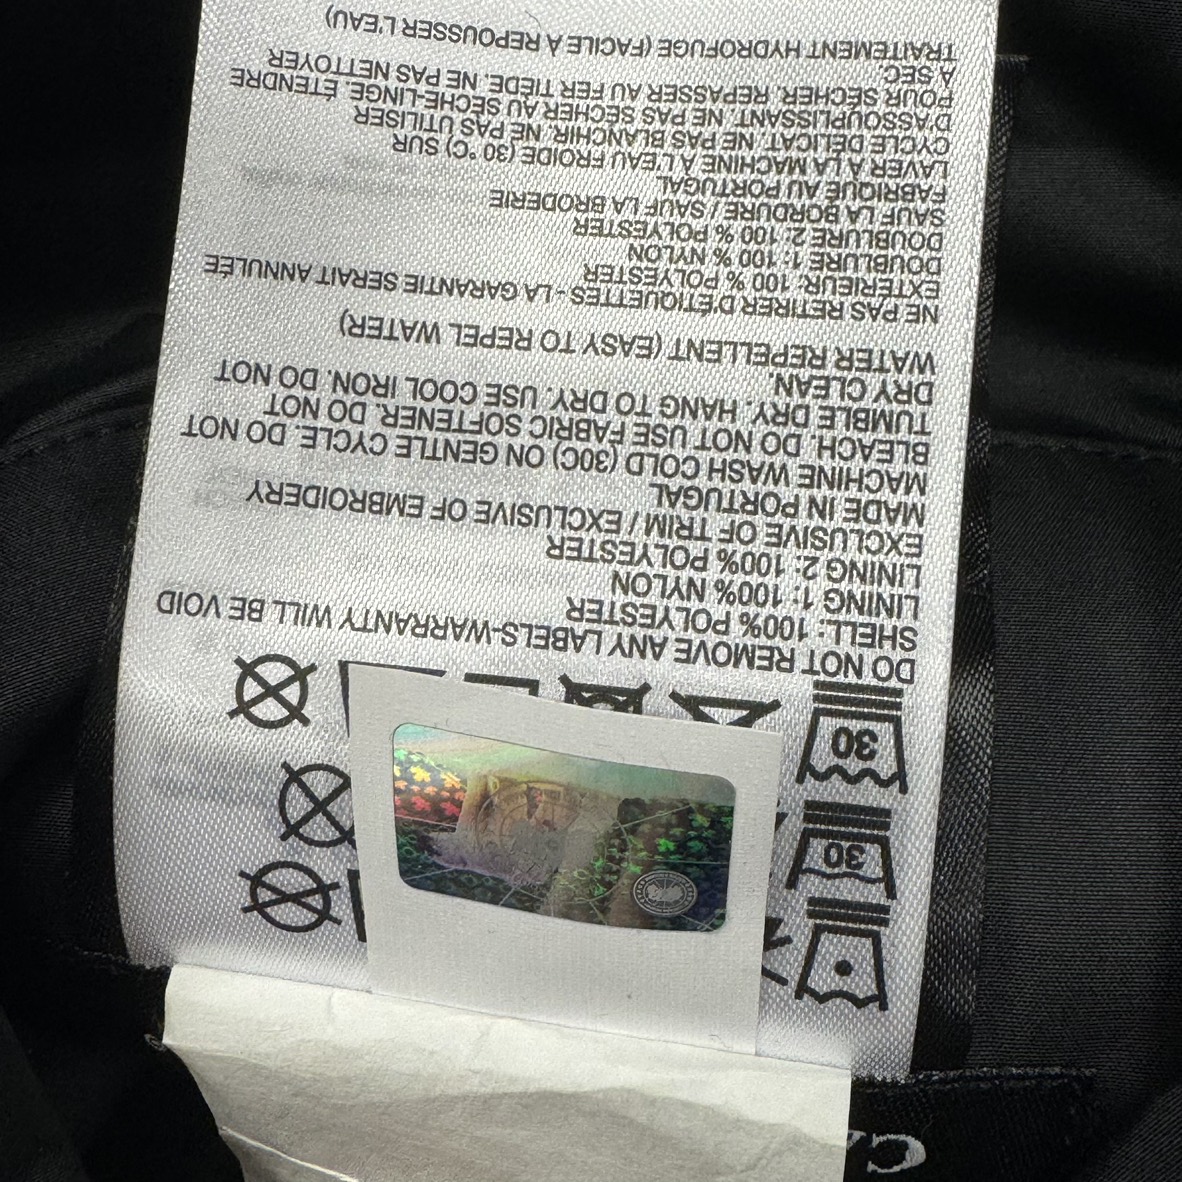 CA
30
30
DO NOT REMOVE ANY LABELS-WARRANTY WILL BE VOID
SHELL: 100% POLYESTER
LINING 1: 100% NYLON
LINING 2: 100% POLYESTER
EXCLUSIVE OF TRIM / EXCLUSIVE OF EMBROIDERY
MADE IN PORTUGAL
MACHINE WASH COLD (30C) ON GENTLE CYCLE. DO NOT
BLEACH. DO NOT USE FABRIC SOFTENER. DO NOT
TUMBLE DRY. HANG TO DRY. USE COOL IRON. DO NOT
DRY CLEAN.
WATER REPELLENT (EASY TO REPEL WATER)
NE PAS RETIRER D'ÉTIQUETTES - LA GARANTIE SERAIT ANNULÉE
EXTÉRIEUR: 100 % POLYESTER
DOUBLURE 1: 100 % NYLON
DOUBLURE 2: 100 % POLYESTER
SAUF LA BORDURE / SAUF LA BRODERIE
FABRIQUÉ AU PORTUGAL
LAVER À LA MACHINE À L'EAU FROIDE (30 °C) SUR
CYCLE DÉLICAT. NE PAS BLANCHIR. NE PAS UTILISER
D'ASSOUPLISSANT. NE PAS SÉCHER AU SÈCHE-LINGE. ÉTENDRE
POUR SÉCHER. REPASSER AU FER TIÈDE. NE PAS NETTOYER
À SEC
TRAITEMENT HYDROFUGE (FACILE À REPOUSSER L'EAU)